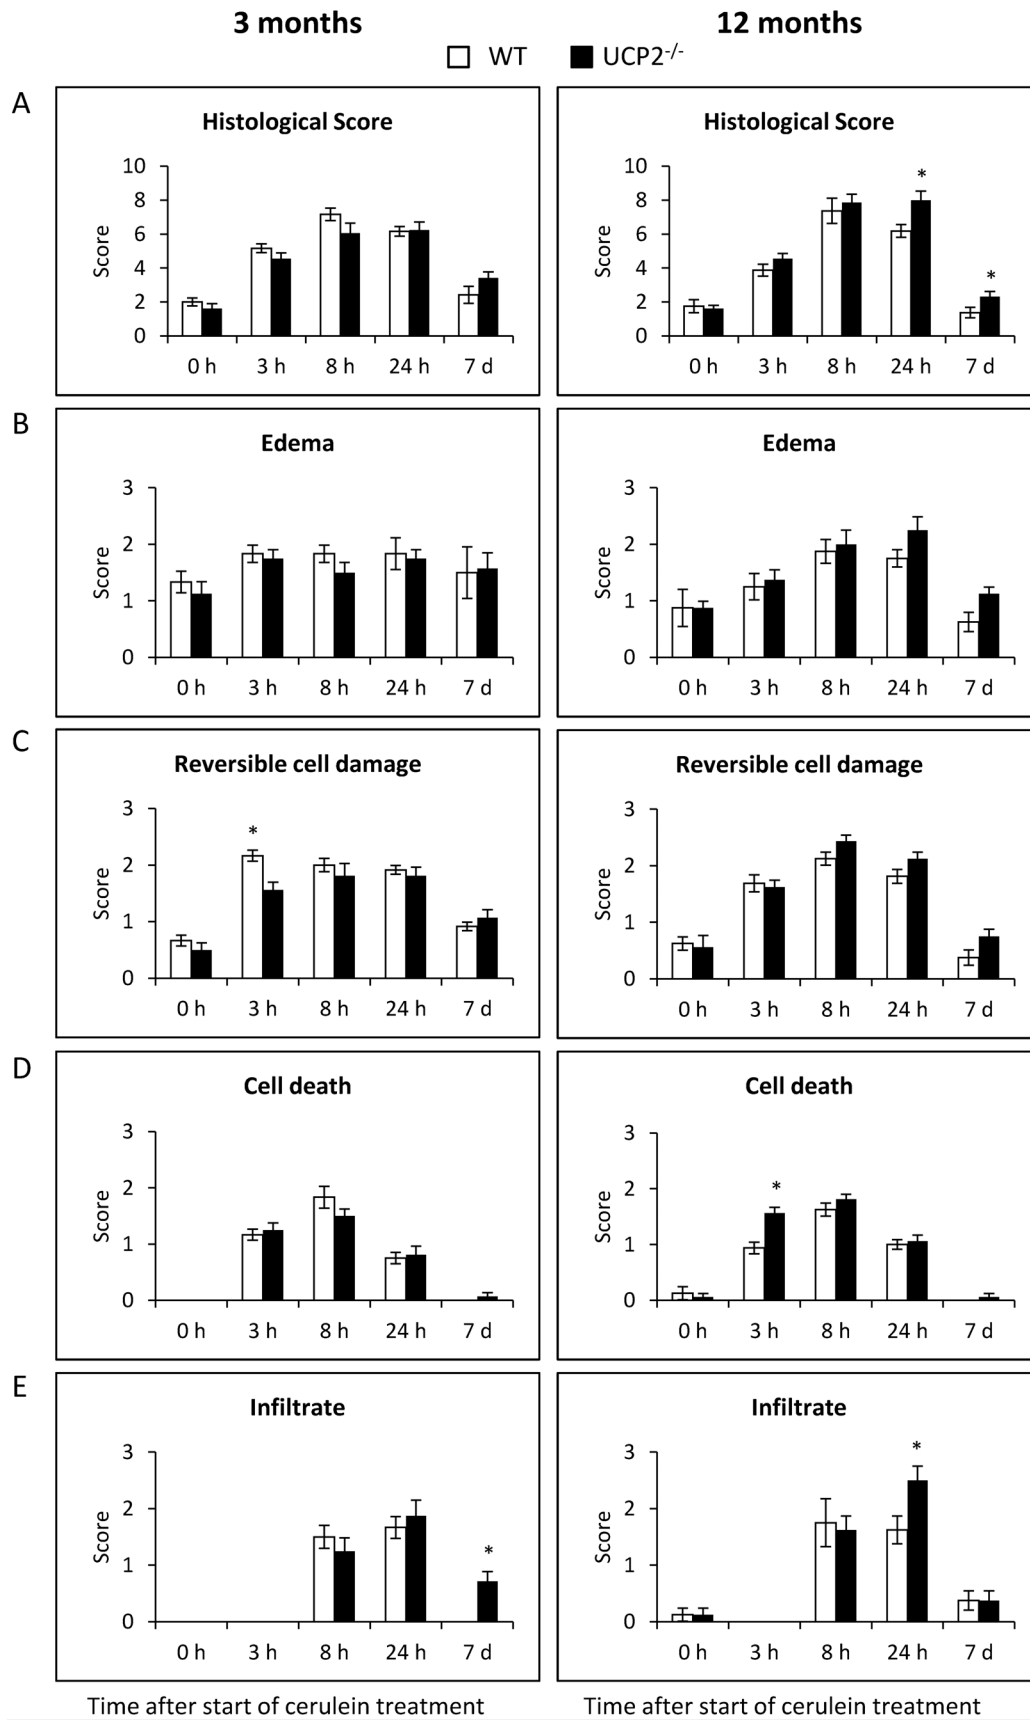 3 months 12 months
WT UCP2-/-
A
Histological Score
10
8
6
4
2
0
Score
0 h 3 h 8 h 24 h 7 d
Histological Score
10
8
6
4
2
0
Score
*
*
0 h 3 h 8 h 24 h 7 d
B
Edema
3
2
1
0
Score
0 h 3 h 8 h 24 h 7 d
Edema
3
2
1
0
Score
0 h 3 h 8 h 24 h 7 d
C
Reversible cell damage
3
2
1
0
Score
*
0 h 3 h 8 h 24 h 7 d
Reversible cell damage
3
2
1
0
Score
0 h 3 h 8 h 24 h 7 d
D
Cell death
3
2
1
0
Score
0 h 3 h 8 h 24 h 7 d
Cell death
3
2
1
0
Score
*
0 h 3 h 8 h 24 h 7 d
E
Infiltrate
3
2
1
0
Score
*
0 h 3 h 8 h 24 h 7 d
Time after start of cerulein treatment
Infiltrate
3
2
1
0
Score
*
0 h 3 h 8 h 24 h 7 d
Time after start of cerulein treatment